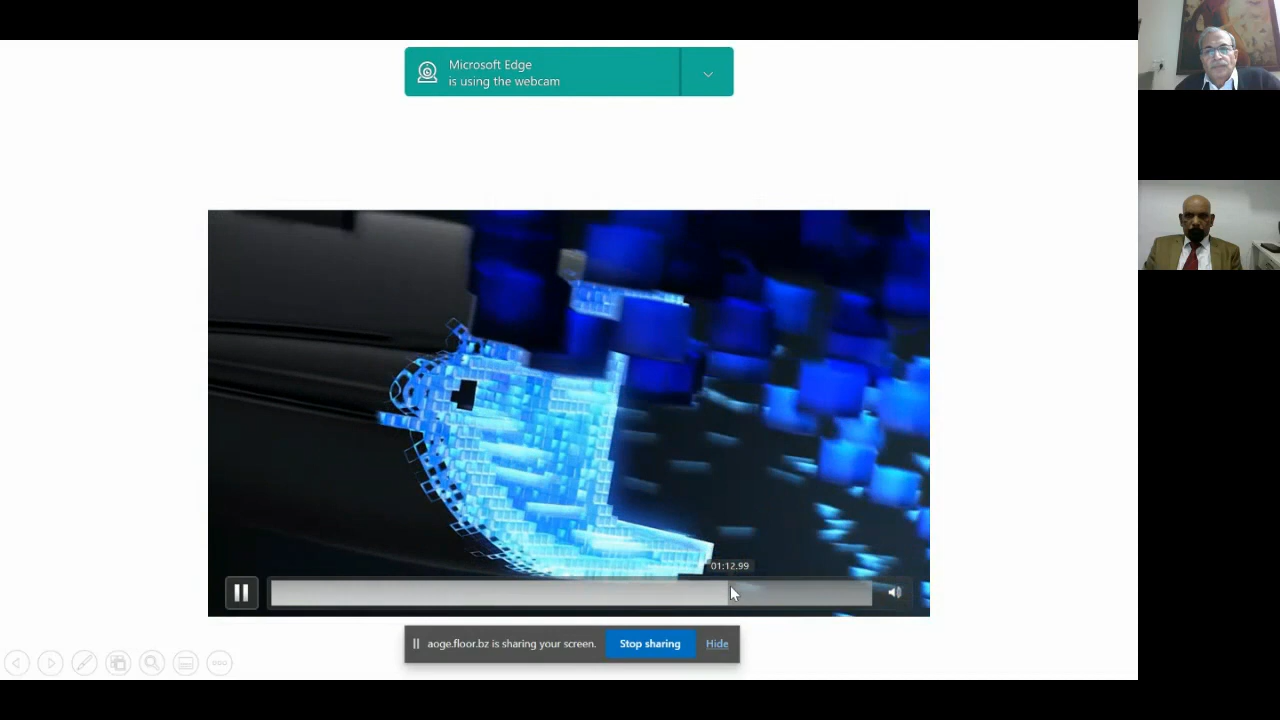 Microsoft Edge
is using the webcam
01:12.99
aoge.floor.bz is sharing your screen.
Stop sharing
Hide